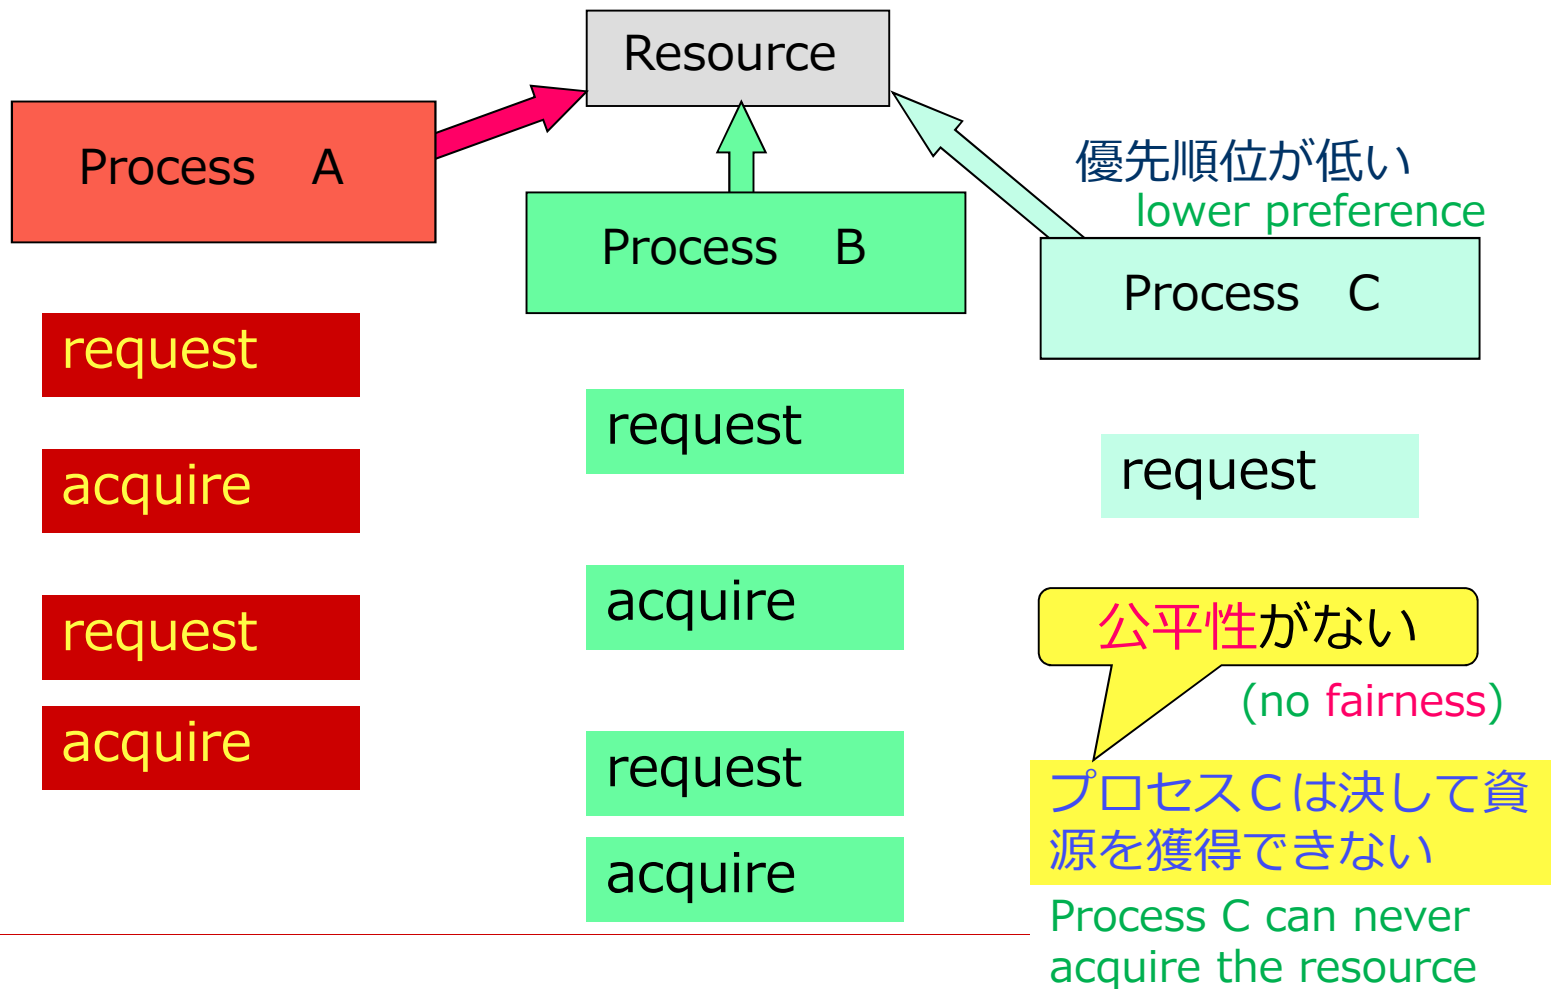 Resource
Process A
Process B
優先順位が低い
lower preference
Process C
request
acquire
request
acquire
request
acquire
request
acquire
request
公平性がない
(no fairness)
プロセスCは決して資
源を獲得できない
Process C can never
acquire the resource